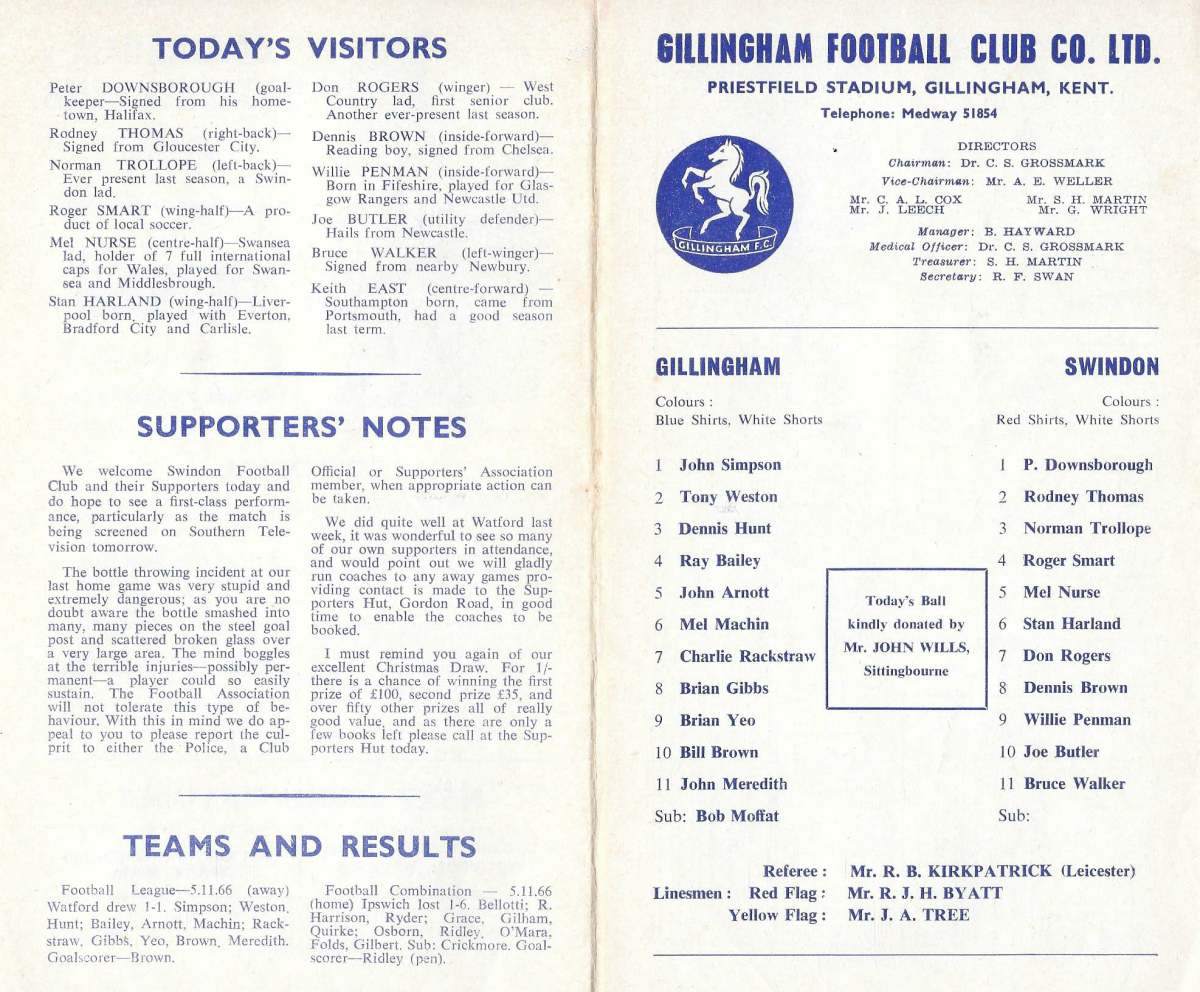 TODAY'S VISITORS
Peter DOWNSBOROUGH (goal-
keeper—Signed from his home-
town, Halifax.
Rodney THOMAS (right-back)—
Signed from Gloucester City.
Norman TROLLOPE (left-back)—
Ever present last season, a Swin-
don lad.
Roger SMART (wing-half)—A pro-
duct of local soccer.
Mel NURSE (centre-half)—Swansea
lad, holder of 7 full international
caps for Wales, played for Swan-
sea and Middlesbrough.
Stan HARLAND (wing-half)—Liver-
pool born, played with Everton,
Bradford City and Carlisle.
Don ROGERS (winger) — West
Country lad, first senior club.
Another ever-present last season.
Dennis BROWN (inside-forward)—
Reading boy, signed from Chelsea.
Willie PENMAN (inside-forward)—
Born in Fifeshire, played for Glas-
gow Rangers and Newcastle Utd.
Joe BUTLER (utility defender)—
Hails from Newcastle.
Bruce WALKER (left-winger)—
Signed from nearby Newbury.
Keith EAST (centre-forward) —
Southampton born, came from
Portsmouth, had a good season
last term.
SUPPORTERS' NOTES
We welcome Swindon Football
Club and their Supporters today and
do hope to see a first-class perform-
ance, particularly as the match is
being screened on Southern Tele-
vision tomorrow.
The bottle throwing incident at our
last home game was very stupid and
extremely dangerous; as you are no
doubt aware the bottle smashed into
many, many pieces on the steel goal
post and scattered broken glass over
a very large area. The mind boggles
at the terrible injuries—possibly per-
manent—a player could so easily
sustain. The Football Association
will not tolerate this type of be-
haviour. With this in mind we do ap-
peal to you to please report the cul-
prit to either the Police, a Club
Official or Supporters' Association
member, when appropriate action can
be taken.
We did quite well at Watford last
week, it was wonderful to see so many
of our own supporters in attendance,
and would point out we will gladly
run coaches to any away games pro-
viding contact is made to the Sup-
porters Hut, Gordon Road, in good
time to enable the coaches to be
booked.
I must remind you again of our
excellent Christmas Draw. For 1/-
there is a chance of winning the first
prize of £100, second prize £35, and
over fifty other prizes all of really
good value, and as there are only a
few books left please call at the Sup-
porters Hut today.
TEAMS AND RESULTS
Football League—5.11.66 (away)
Watford drew 1-1. Simpson; Weston,
Hunt; Bailey, Arnott, Machin; Rack-
straw, Gibbs, Yeo, Brown, Meredith.
Goalscorer—Brown.
Football Combination — 5.11.66
(home) Ipswich lost 1-6. Bellotti; R.
Harrison, Ryder; Grace, Gilham,
Quirke; Osborn, Ridley, O'Mara,
Folds, Gilbert. Sub: Crickmore. Goal-
scorer—Ridley (pen).
GILLINGHAM FOOTBALL CLUB CO. LTD.
PRIESTFIELD STADIUM, GILLINGHAM, KENT.
Telephone: Medway 51854
GILLINGHAM F.C.
DIRECTORS
Chairman: Dr. C. S. GROSSMARK
Vice-Chairman: Mr. A. E. WELLER
Mr. C. A. L. COX Mr. S. H. MARTIN
Mr. J. LEECH Mr. G. WRIGHT
Manager: B. HAYWARD
Medical Officer: Dr. C. S. GROSSMARK
Treasurer: S. H. MARTIN
Secretary: R. F. SWAN
GILLINGHAM
Colours :
Blue Shirts, White Shorts
1 John Simpson
2 Tony Weston
3 Dennis Hunt
4 Ray Bailey
5 John Arnott
6 Mel Machin
7 Charlie Rackstraw
8 Brian Gibbs
9 Brian Yeo
10 Bill Brown
11 John Meredith
Sub: Bob Moffat
Today's Ball
kindly donated by
Mr. JOHN WILLS,
Sittingbourne
SWINDON
Colours :
Red Shirts, White Shorts
1 P. Downsborough
2 Rodney Thomas
3 Norman Trollope
4 Roger Smart
5 Mel Nurse
6 Stan Harland
7 Don Rogers
8 Dennis Brown
9 Willie Penman
10 Joe Butler
11 Bruce Walker
Sub:
Referee : Mr. R. B. KIRKPATRICK (Leicester)
Linesmen : Red Flag : Mr. R. J. H. BYATT
Yellow Flag : Mr. J. A. TREE